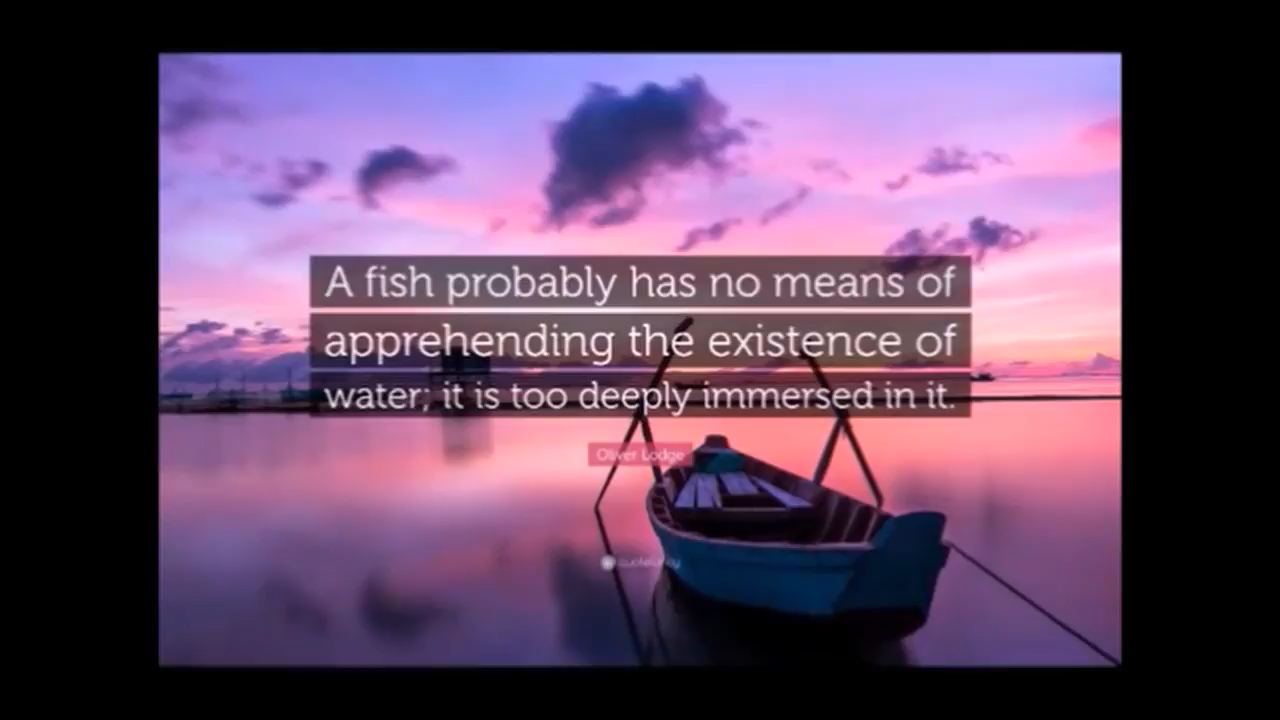 A fish probably has no means of
apprehending the existence of
water; it is too deeply immersed in it.
Oliver Lodge
quotefancy